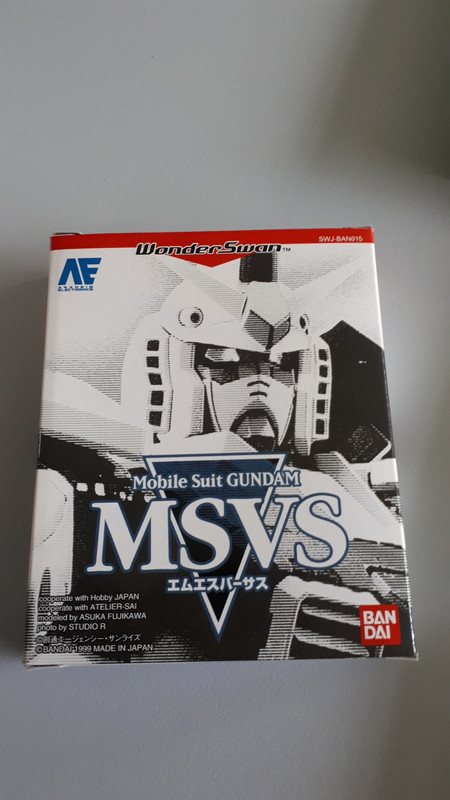 SWJ-BAN015
WonderSwan™
AE
Mobile Suit GUNDAM
MSVS
エムエスバーサス
cooperate with Hobby JAPAN
cooperate with ATELIER-SAI
modeled by ASUKA FUJIKAWA
photo by STUDIO R
©創通エージェンシー・サンライズ
©BANDAI 1999 MADE IN JAPAN
BAN
DAI